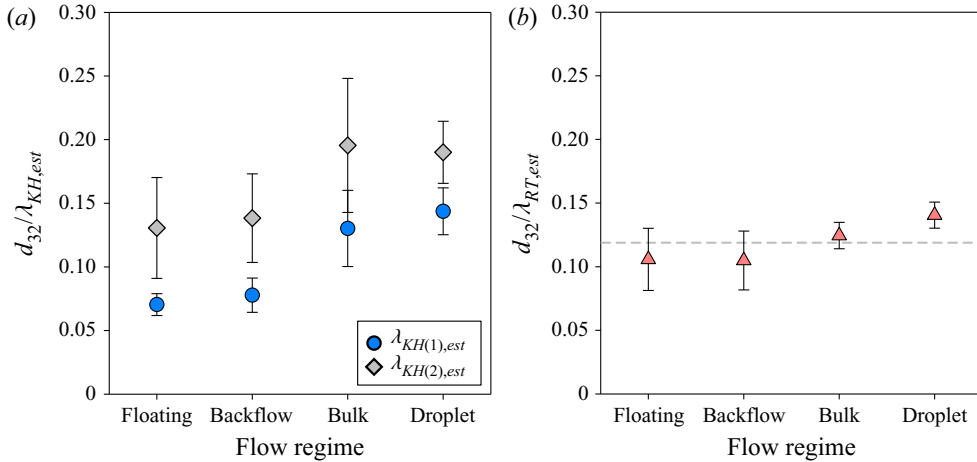 (a)
0.30
0.25
0.20
0.15
0.10
0.05
0
d32/λKH,est
Floating Backflow Bulk Droplet
Flow regime
λKH(1),est
λKH(2),est
(b)
0.30
0.25
0.20
0.15
0.10
0.05
0
d32/λRT,est
Floating Backflow Bulk Droplet
Flow regime